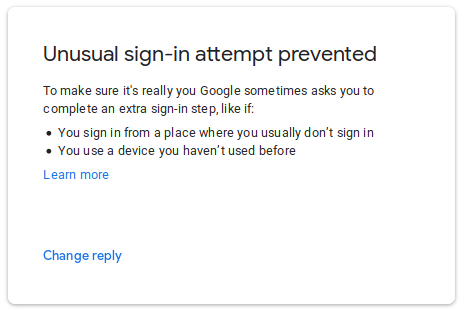 Unusual sign-in attempt prevented
To make sure it's really you Google sometimes asks you to
complete an extra sign-in step, like if:
• You sign in from a place where you usually don't sign in
• You use a device you haven't used before
Learn more
Change reply